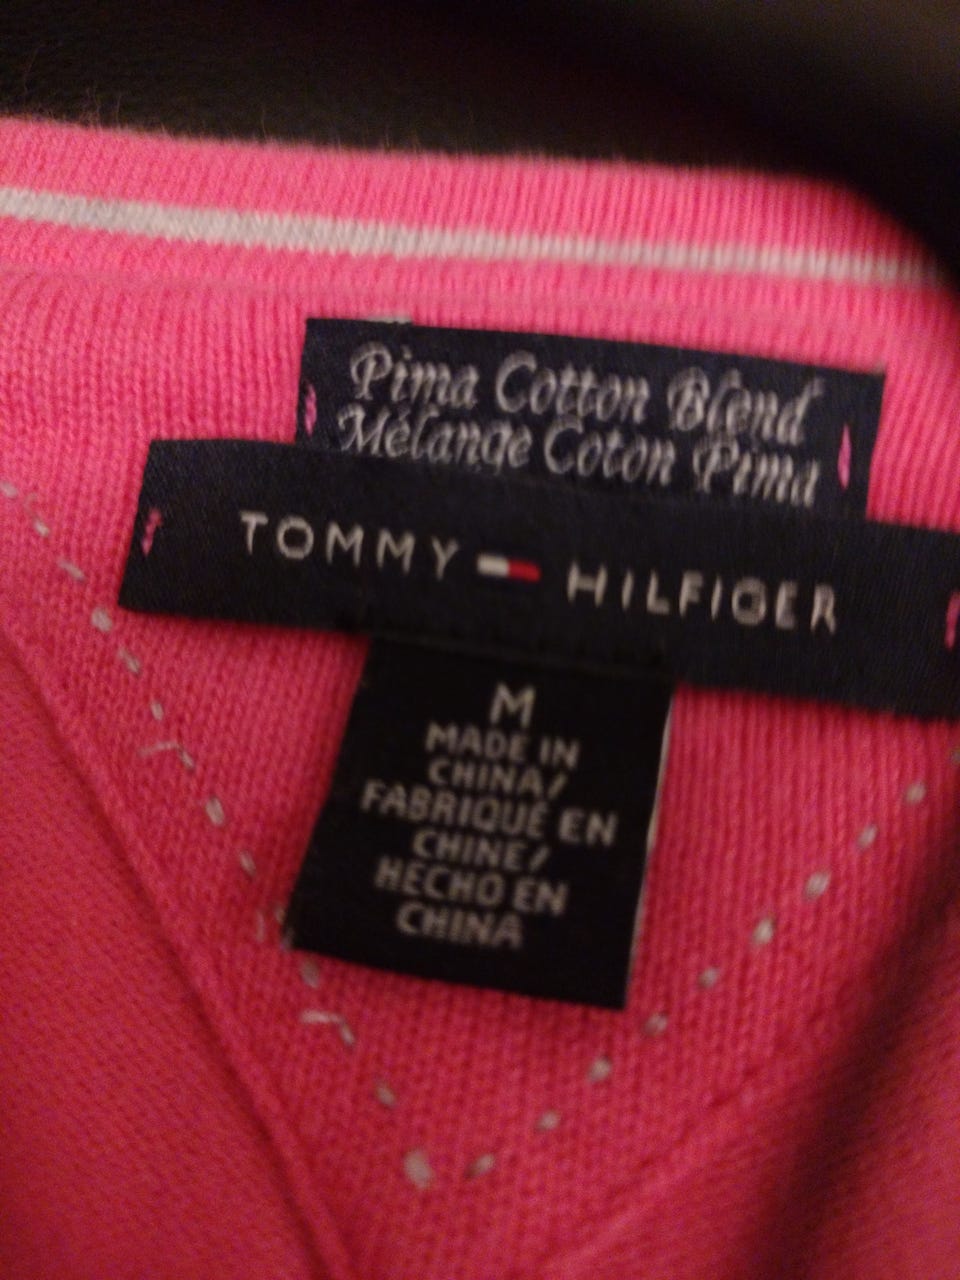 Pima Cotton Blend
Mélange Coton Pima
TOMMY HILFIGER
M
MADE IN
CHINA/
FABRIQUÉ EN
CHINE/
HECHO EN
CHINA